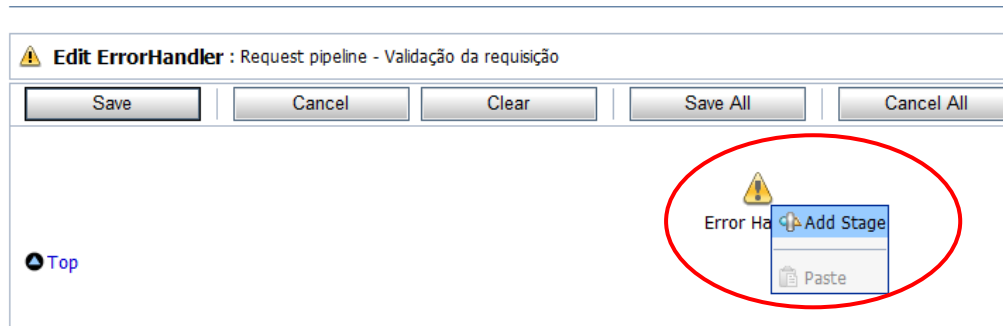 Edit ErrorHandler : Request pipeline - Validação da requisição
Save Cancel Clear Save All Cancel All
Error Ha Add Stage
Top
Paste